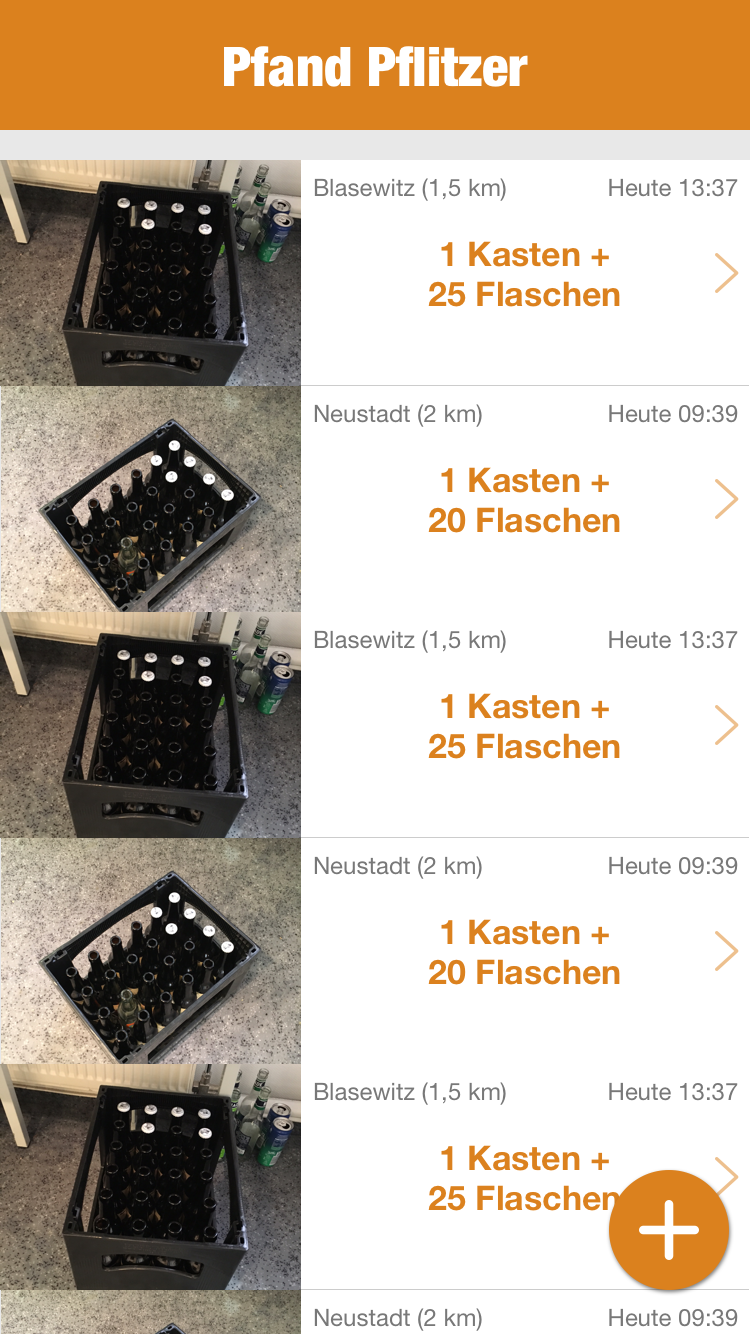 Pfand Pflitzer
Blasewitz (1,5 km) Heute 13:37
1 Kasten +
25 Flaschen
Neustadt (2 km) Heute 09:39
1 Kasten +
20 Flaschen
Blasewitz (1,5 km) Heute 13:37
1 Kasten +
25 Flaschen
Neustadt (2 km) Heute 09:39
1 Kasten +
20 Flaschen
Blasewitz (1,5 km) Heute 13:37
1 Kasten +
25 Flaschen
Neustadt (2 km) Heute 09:39